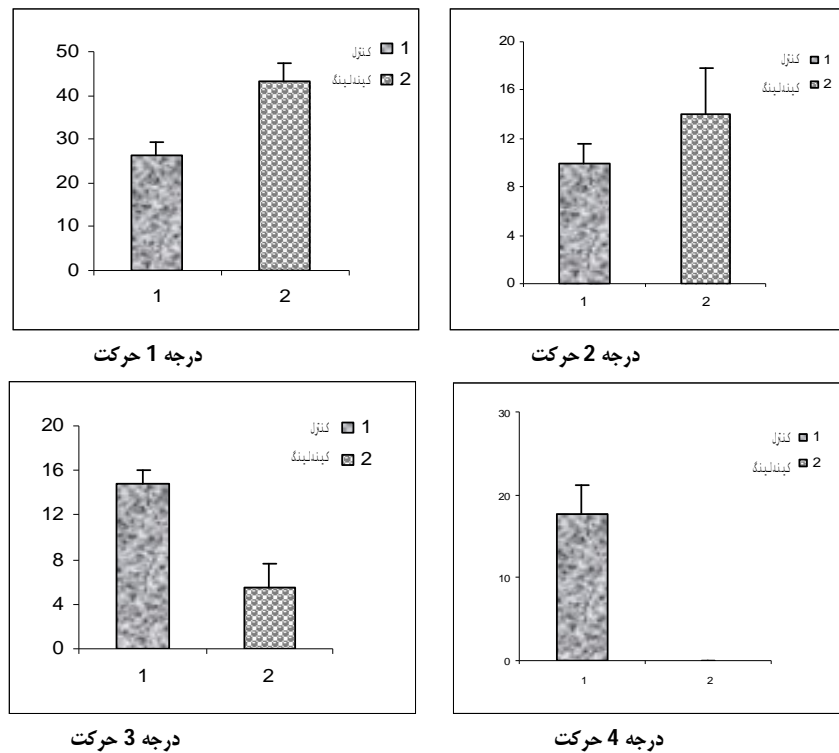 50
40
30
20
10
0
1
2
کنترل 1
کیندلینگ 2
درجه 1 حرکت
20
16
12
8
4
0
1
2
کنترل 1
کیندلینگ 2
درجه 2 حرکت
20
16
12
8
4
0
1
2
کنترل 1
کیندلینگ 2
درجه 3 حرکت
30
20
10
0
1
2
کنترل 1
کیندلینگ 2
درجه 4 حرکت